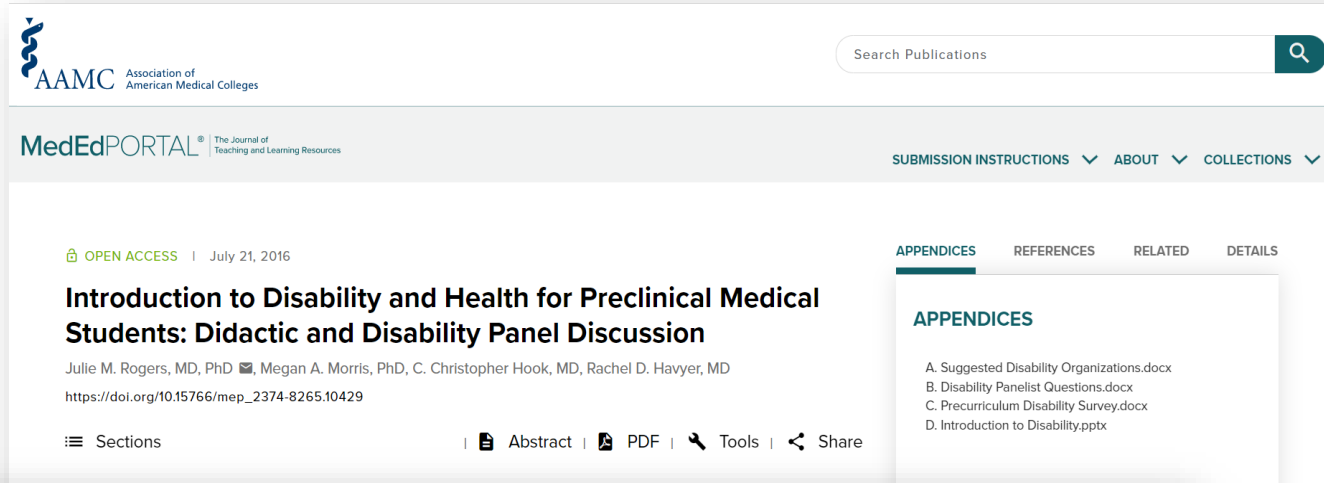 AAMC
Association of
American Medical Colleges
Search Publications
MedEdPORTAL®
The Journal of
Teaching and Learning Resources
SUBMISSION INSTRUCTIONS ABOUT COLLECTIONS
OPEN ACCESS | July 21, 2016
Introduction to Disability and Health for Preclinical Medical
Students: Didactic and Disability Panel Discussion
Julie M. Rogers, MD, PhD, Megan A. Morris, PhD, C. Christopher Hook, MD, Rachel D. Havyer, MD
https://doi.org/10.15766/mep_2374-8265.10429
Sections | Abstract | PDF | Tools | Share
APPENDICES REFERENCES RELATED DETAILS
APPENDICES
A. Suggested Disability Organizations.docx
B. Disability Panelist Questions.docx
C. Precurriculum Disability Survey.docx
D. Introduction to Disability.pptx